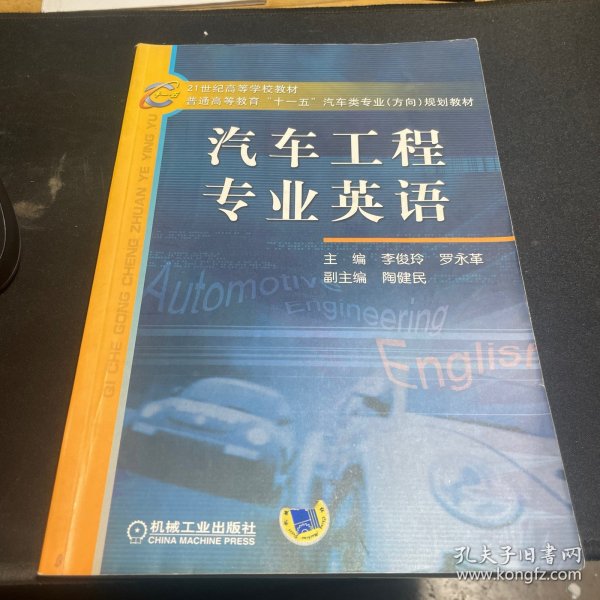 21世纪高等学校教材
普通高等教育“十一五”汽车类专业(方向)规划教材
汽车工程
专业英语
主编 李俊玲 罗永革
副主编 陶健民
Automotive
Engineering
English
QI CHE GONG CHENG ZHUAN YE YING YU
机械工业出版社
CHINA MACHINE PRESS
孔夫子旧书网
www.kongfz.com